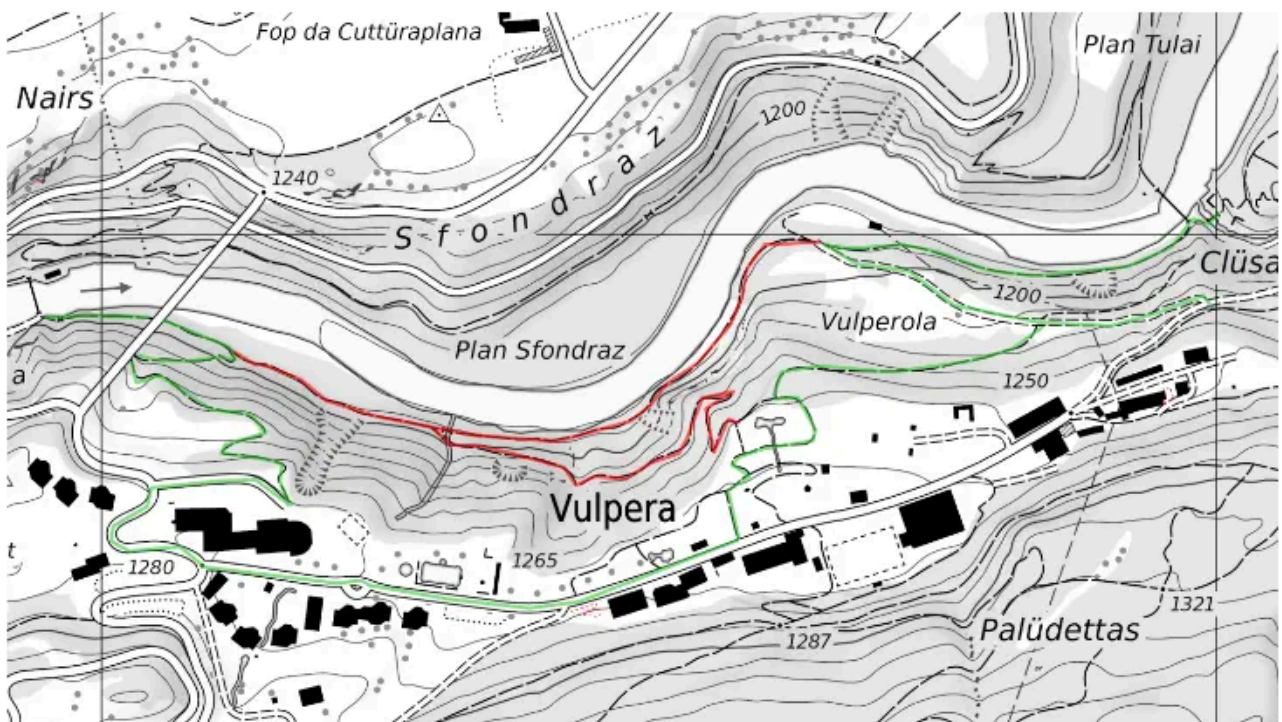 Fop da Cuttüraplana
Plan Tulai
Nairs
1200
1240
Sfondraz
Clüsa
1200
Vulperola
Plan Sfondraz
a
1250
Vulpera
t
1265
1280
1321
Palüdettas
1287